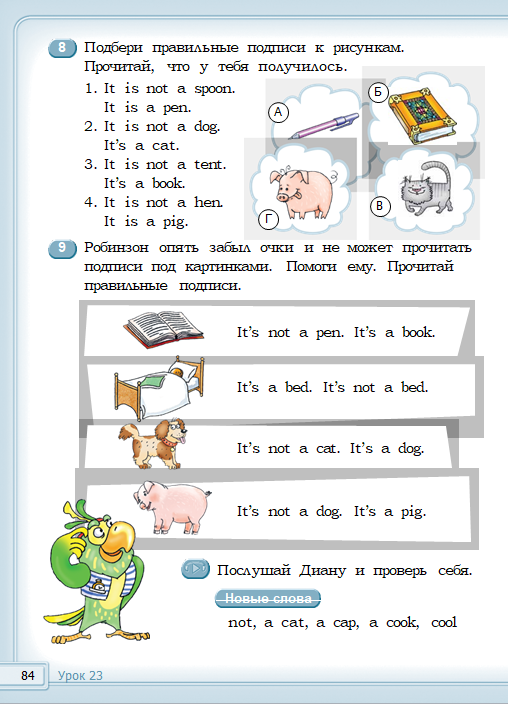 8 Подбери правильные подписи к рисункам.
Прочитай, что у тебя получилось.
1. It is not a spoon.
It is a pen.
2. It is not a dog.
It's a cat.
3. It is not a tent.
It's a book.
4. It is not a hen.
It is a pig.
А
Б
Г
В
9 Робинзон опять забыл очки и не может прочитать
подписи под картинками. Помоги ему. Прочитай
правильные подписи.
It's not a pen. It's a book.
It's a bed. It's not a bed.
It's not a cat. It's a dog.
It's not a dog. It's a pig.
Послушай Диану и проверь себя.
Новые слова
not, a cat, a cap, a cook, cool
84 Урок 23